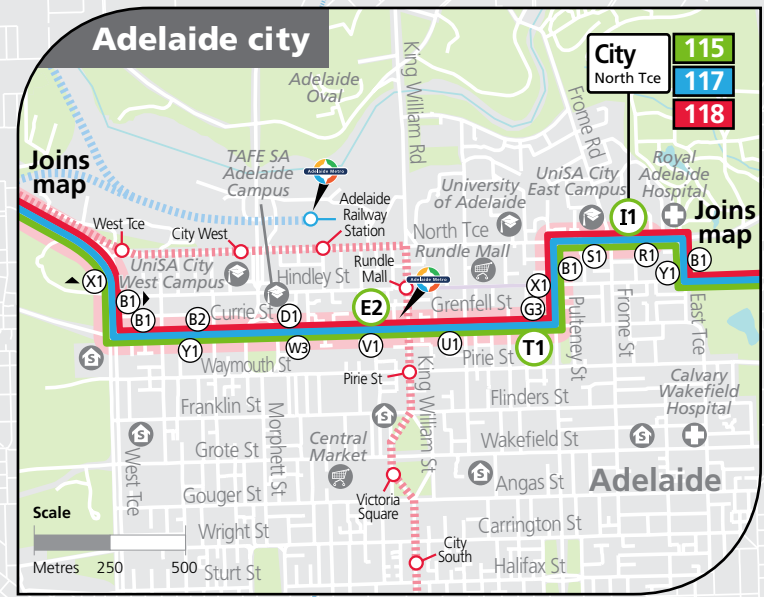 Adelaide city
City
North Tce
115
117
118
Adelaide
Oval
King William Rd
Frome Rd
Joins
map
TAFE SA
Adelaide
Campus
Adelaide Metro
University
of Adelaide
UniSA City
East Campus
Royal
Adelaide
Hospital
I1
Joins
map
Adelaide
Railway
Station
West Tce
City West
North Tce
Rundle Mall
UniSA City
West Campus
Hindley St
Rundle
Mall
Adelaide Metro
X1
B1
B1
B2
Currie St
D1
E2
Grenfell St
X1
G3
B1
S1
R1
Y1
B1
Y1
W3
V1
U1
Pirie St
T1
Pulteney St
Frome St
East Tce
Waymouth St
Pirie St
King William St
Franklin St
Flinders St
Calvary
Wakefield
Hospital
S
S
S
S
S
Morphett St
Central
Market
Wakefield St
West Tce
Grote St
Gouger St
Victoria
Square
Angas St
Adelaide
Scale
Wright St
Carrington St
City
South
Metres 250 500
Sturt St
Halifax St